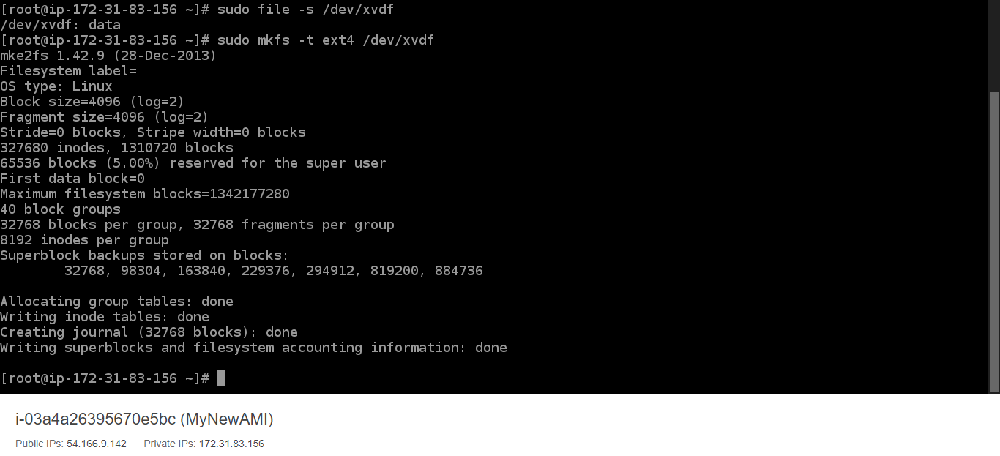 [root@ip-172-31-83-156 ~]# sudo file -s /dev/xvdf
/dev/xvdf: data
[root@ip-172-31-83-156 ~]# sudo mkfs -t ext4 /dev/xvdf
mke2fs 1.42.9 (28-Dec-2013)
Filesystem label=
OS type: Linux
Block size=4096 (log=2)
Fragment size=4096 (log=2)
Stride=0 blocks, Stripe width=0 blocks
327680 inodes, 1310720 blocks
65536 blocks (5.00%) reserved for the super user
First data block=0
Maximum filesystem blocks=1342177280
40 block groups
32768 blocks per group, 32768 fragments per group
8192 inodes per group
Superblock backups stored on blocks:
        32768, 98304, 163840, 229376, 294912, 819200, 884736
Allocating group tables: done
Writing inode tables: done
Creating journal (32768 blocks): done
Writing superblocks and filesystem accounting information: done
[root@ip-172-31-83-156 ~]#
i-03a4a26395670e5bc (MyNewAMI)
Public IPs: 54.166.9.142 Private IPs: 172.31.83.156